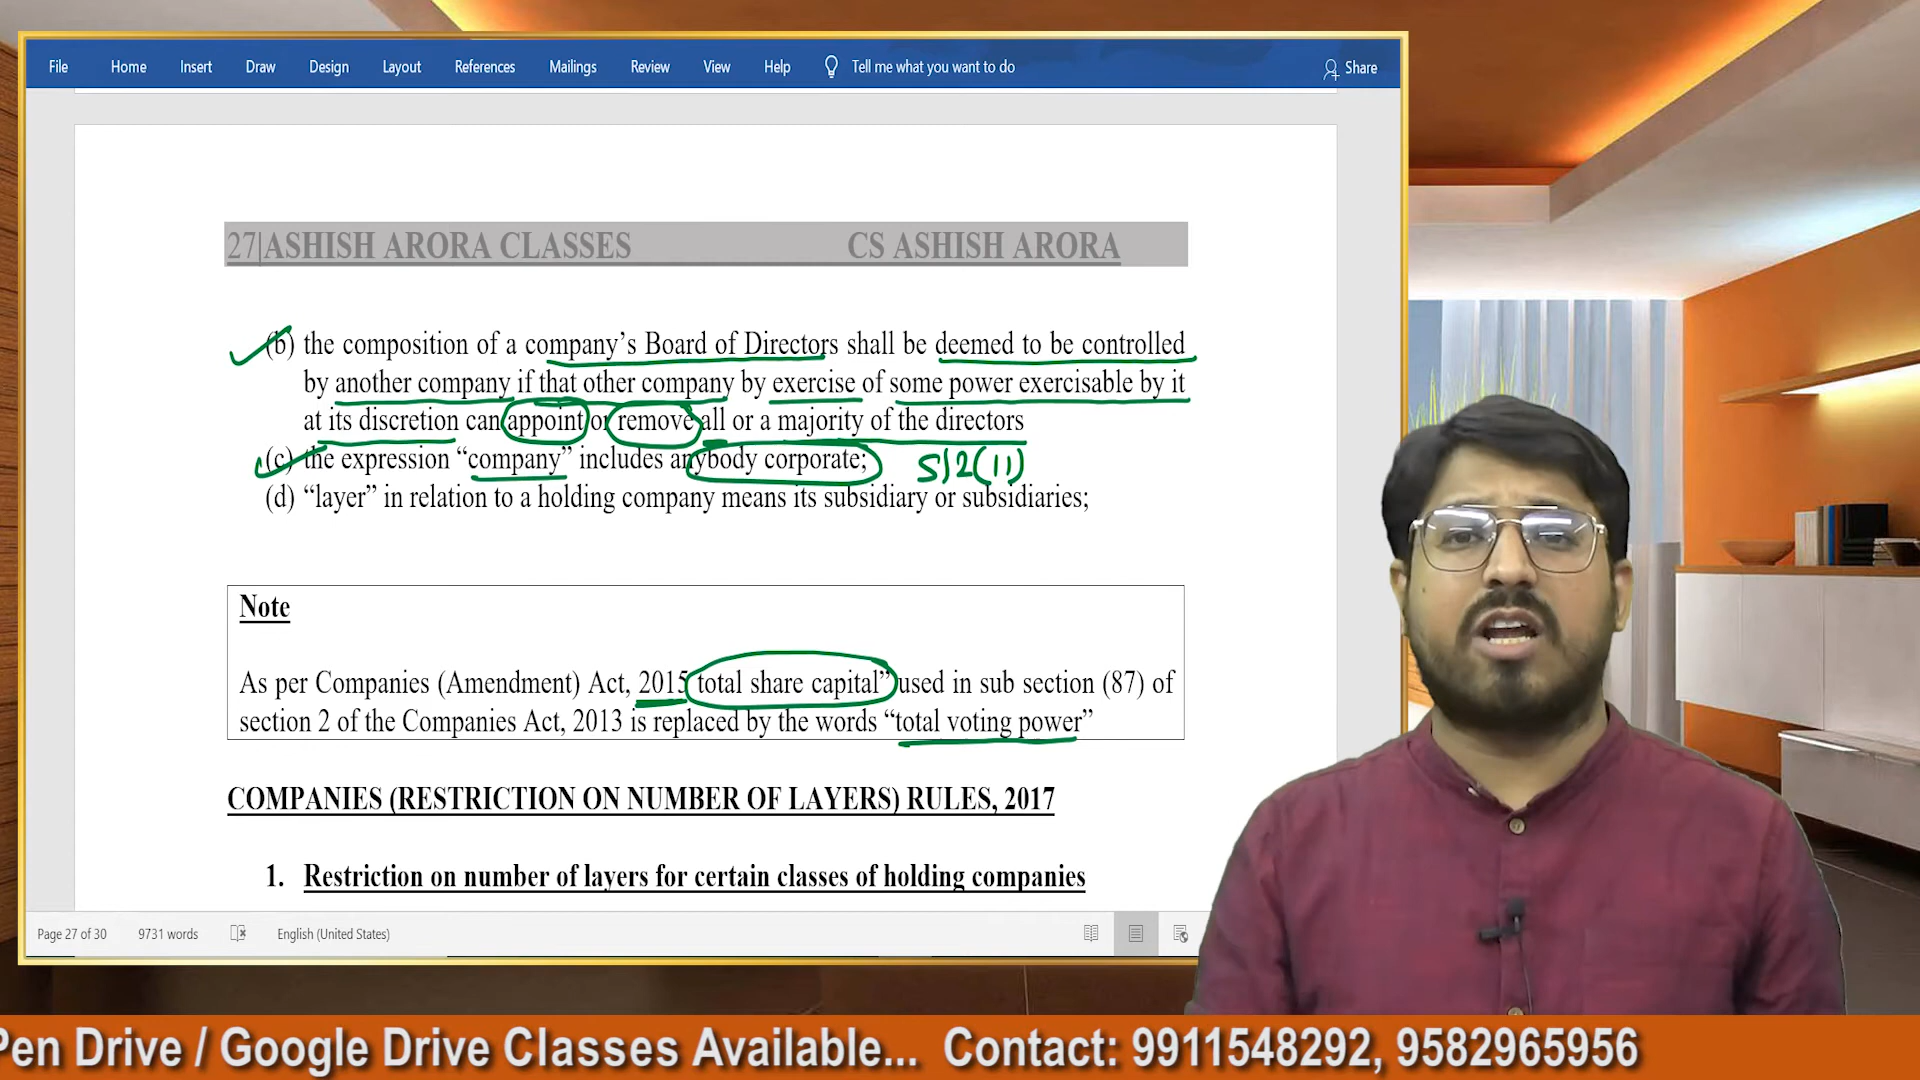 File Home Insert Draw Design Layout References Mailings Review View Help Tell me what you want to do Share
27|ASHISH ARORA CLASSES CS ASHISH ARORA
(b) the composition of a company’s Board of Directors shall be deemed to be controlled
by another company if that other company by exercise of some power exercisable by it
at its discretion can appoint or remove all or a majority of the directors
(c) the expression “company” includes anybody corporate; S|2(11)
(d) “layer” in relation to a holding company means its subsidiary or subsidiaries;
Note
As per Companies (Amendment) Act, 2015 total share capital” used in sub section (87) of
section 2 of the Companies Act, 2013 is replaced by the words “total voting power”
COMPANIES (RESTRICTION ON NUMBER OF LAYERS) RULES, 2017
1. Restriction on number of layers for certain classes of holding companies
Page 27 of 30 9731 words English (United States)
Pen Drive / Google Drive Classes Available... Contact: 9911548292, 9582965956